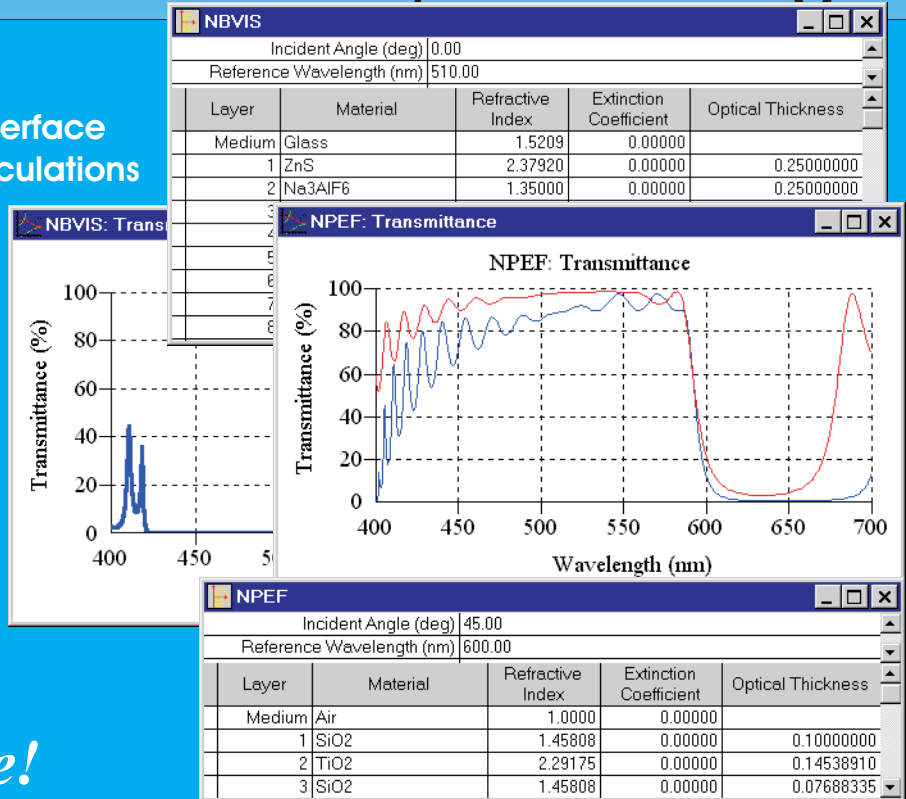 NBVIS
Incident Angle (deg) 0.00
Reference Wavelength (nm) 510.00
Layer Material Refractive Index Extinction Coefficient Optical Thickness
Medium Glass 1.5209 0.00000
1 ZnS 2.37920 0.00000 0.25000000
2 Na3AlF6 1.35000 0.00000 0.25000000
3
4
5
6
7
8
NBVIS:
Transmittance (%)
100
80
60
40
20
0
400 450
NPEF: Transmittance
NPEF: Transmittance
Transmittance (%)
100
80
60
40
20
0
400 450 500 550 600 650 700
Wavelength (nm)
NPEF
Incident Angle (deg) 45.00
Reference Wavelength (nm) 600.00
Layer Material Refractive Index Extinction Coefficient Optical Thickness
Medium Air 1.0000 0.00000
1 SiO2 1.45808 0.00000 0.10000000
2 TiO2 2.29175 0.00000 0.14538910
3 SiO2 1.45808 0.00000 0.07688335